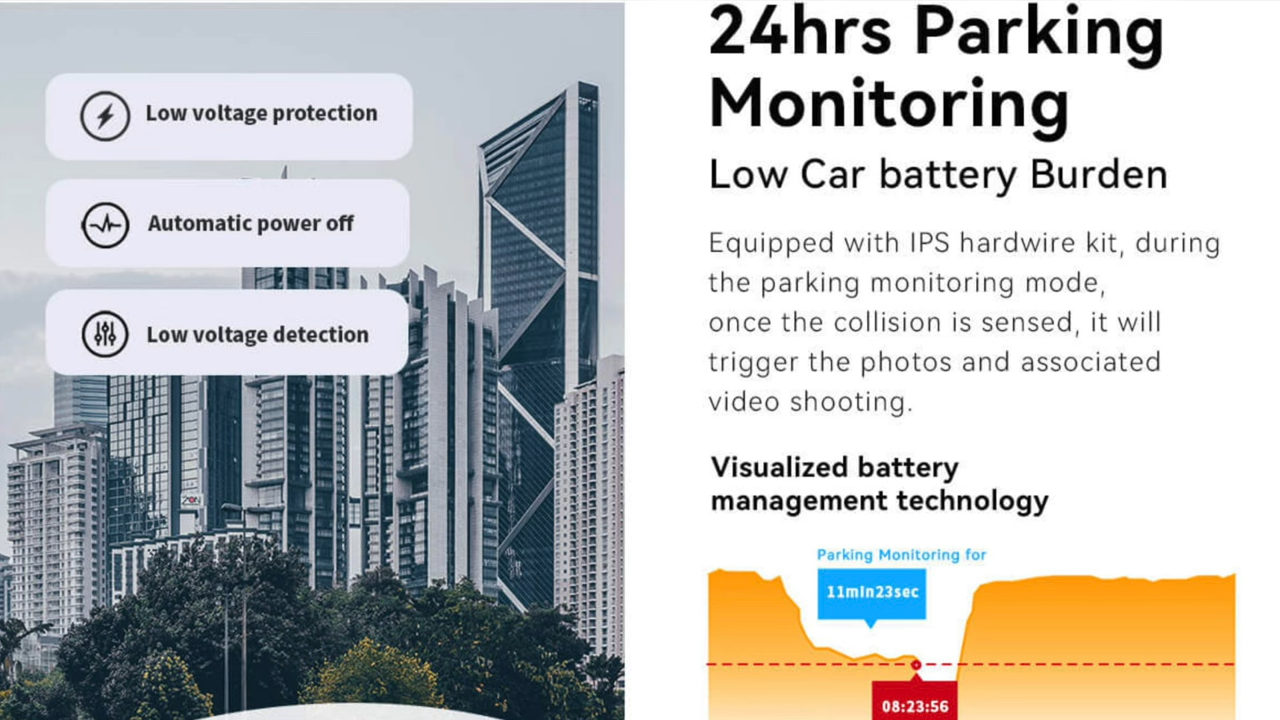 Low voltage protection
Automatic power off
Low voltage detection
24hrs Parking
Monitoring
Low Car battery Burden
Equipped with IPS hardwire kit, during
the parking monitoring mode,
once the collision is sensed, it will
trigger the photos and associated
video shooting.
Visualized battery
management technology
Parking Monitoring for
11mIn23sec
08:23:56